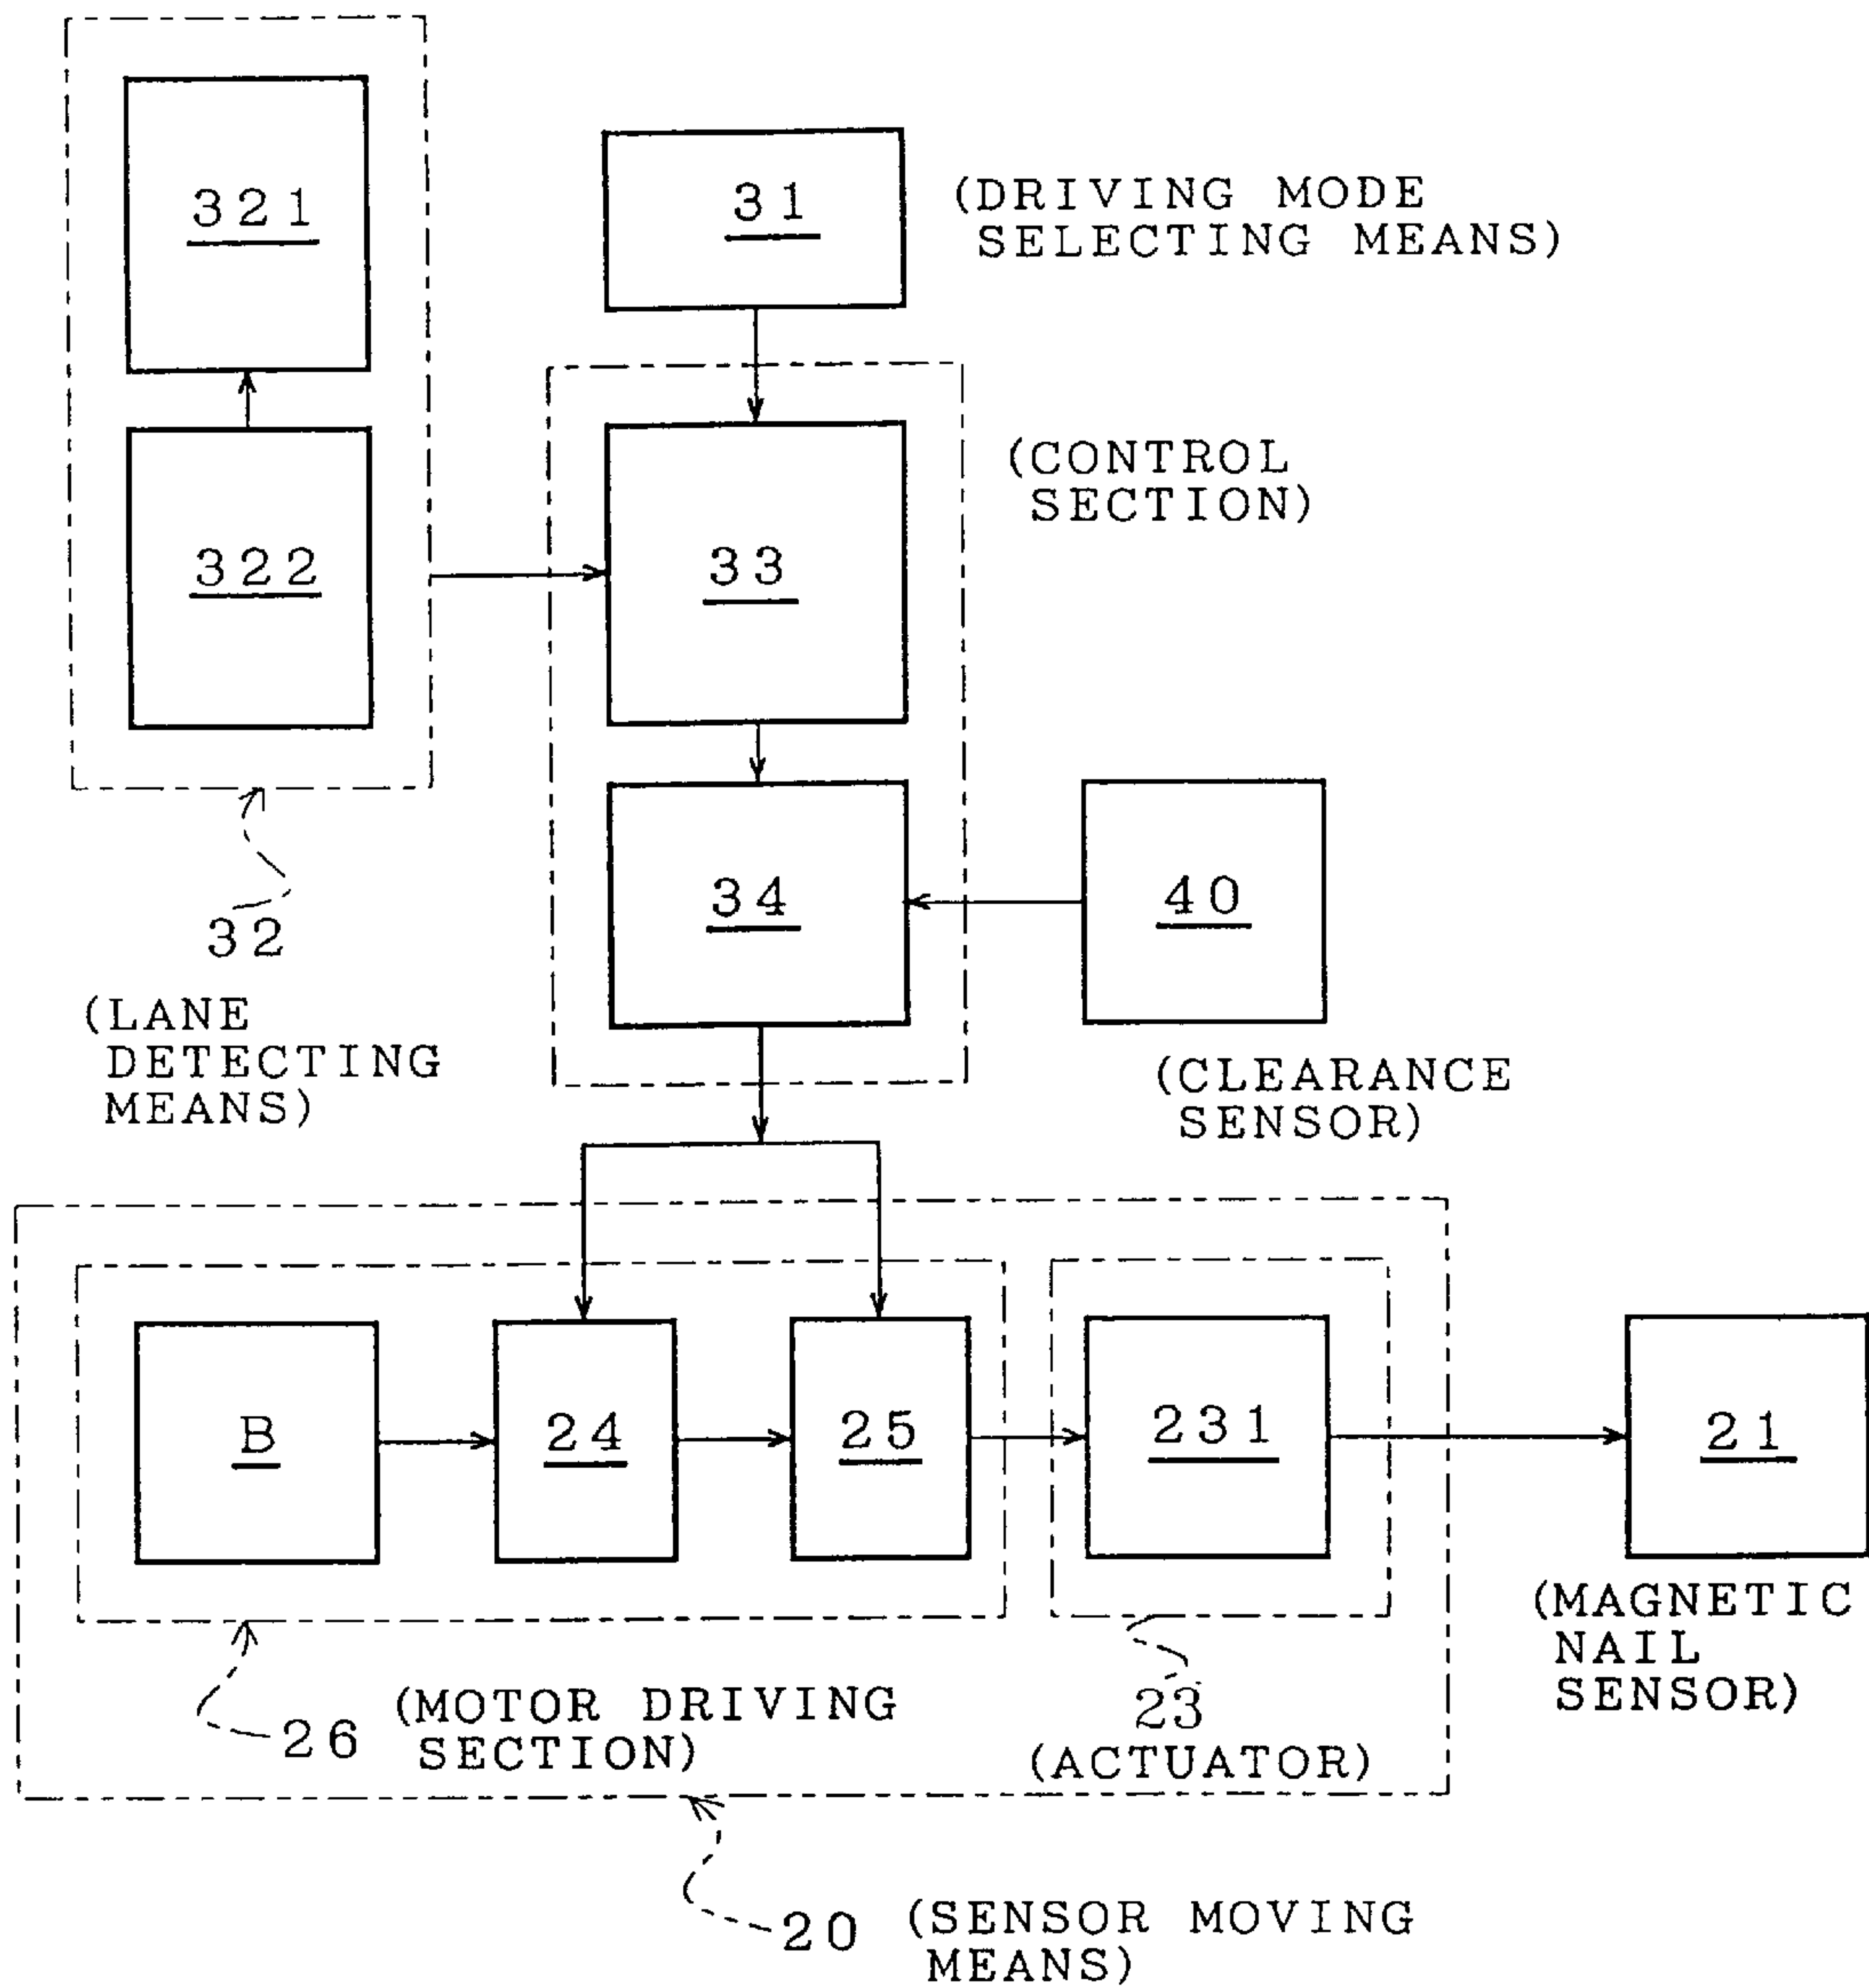 321
31
(DRIVING MODE
SELECTING MEANS)
322
33
(CONTROL
SECTION)
34
40
32
(LANE
DETECTING
MEANS)
(CLEARANCE
SENSOR)
B
24
25
231
21
(MAGNETIC
NAIL
SENSOR)
26
(MOTOR DRIVING
SECTION)
23
(ACTUATOR)
20
(SENSOR MOVING
MEANS)